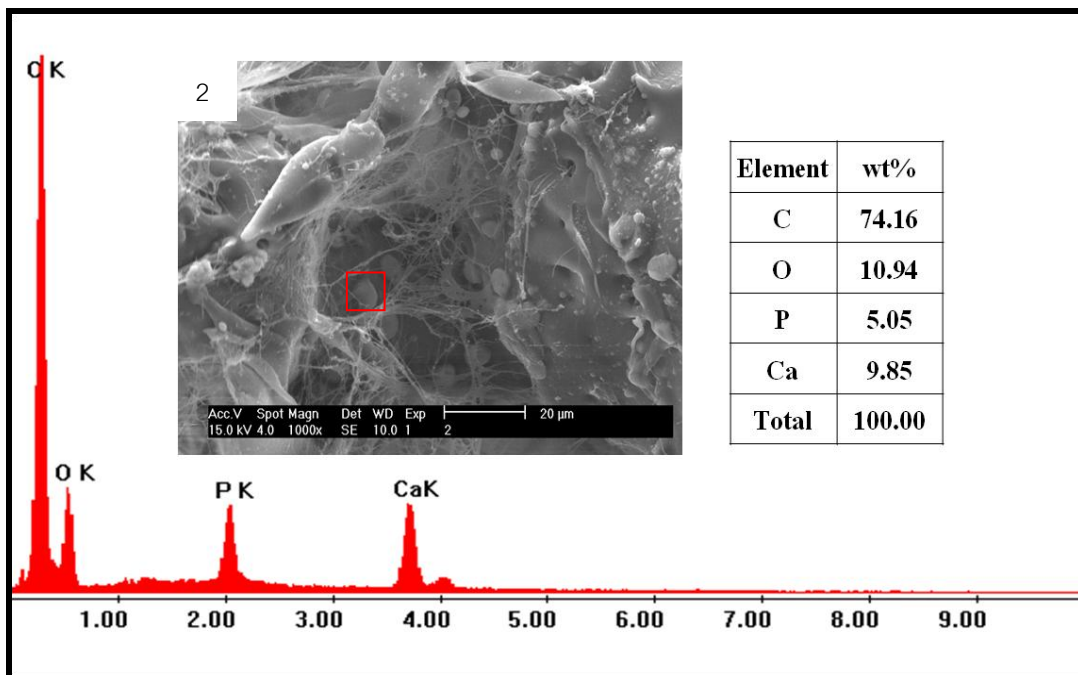 C K
2
Element wt%
C 74.16
O 10.94
P 5.05
Ca 9.85
Total 100.00
Acc.V Spot Magn Det WD Exp 20 µm
15.0 kV 4.0 1000x SE 10.0 1 2
O K
P K
CaK
1.00 2.00 3.00 4.00 5.00 6.00 7.00 8.00 9.00